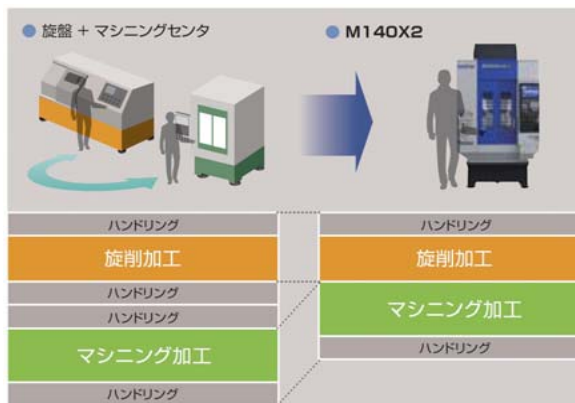 旋盤 + マシニングセンタ
M140X2
ハンドリング
旋削加工
ハンドリング
ハンドリング
マシニング加工
ハンドリング
ハンドリング
旋削加工
マシニング加工
ハンドリング